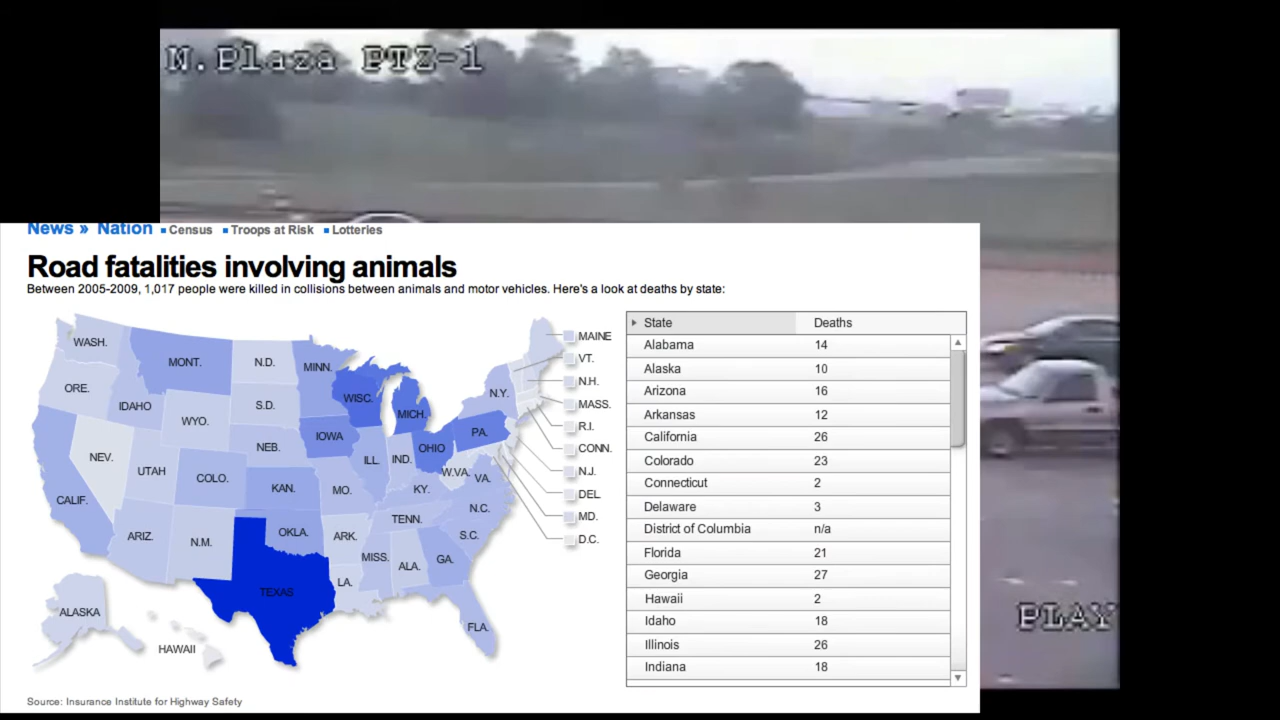 N.Plaza PTZ-1
News » Nation ▪ Census ▪ Troops at Risk ▪ Lotteries
Road fatalities involving animals
Between 2005-2009, 1,017 people were killed in collisions between animals and motor vehicles. Here's a look at deaths by state:
WASH.
MONT.
N.D.
MINN.
MAINE
VT.
ORE.
IDAHO
WYO.
S.D.
WISC.
MICH.
N.Y.
N.H.
MASS.
R.I.
CONN.
N.J.
DEL.
MD.
D.C.
NEV.
UTAH
COLO.
NEB.
IOWA
ILL.
IND.
OHIO
PA.
W.VA.
VA.
CALIF.
KAN.
MO.
KY.
N.C.
TENN.
ARIZ.
N.M.
OKLA.
ARK.
S.C.
MISS.
ALA.
GA.
TEXAS
LA.
FLA.
ALASKA
HAWAII
State Deaths
Alabama 14
Alaska 10
Arizona 16
Arkansas 12
California 26
Colorado 23
Connecticut 2
Delaware 3
District of Columbia n/a
Florida 21
Georgia 27
Hawaii 2
Idaho 18
Illinois 26
Indiana 18
PLAY
Source: Insurance Institute for Highway Safety